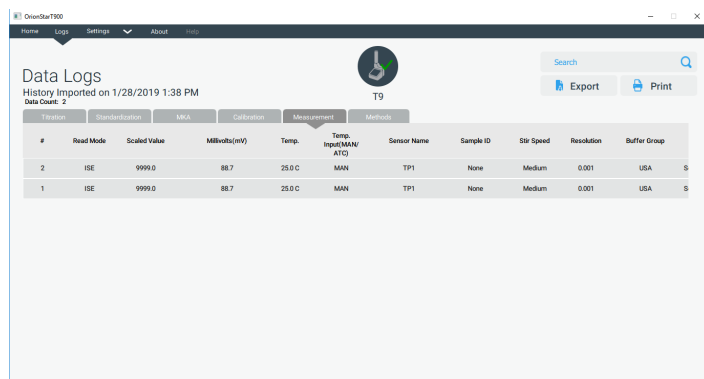 OrionStarT900
Home Logs Settings About Help
Data Logs
History Imported on 1/28/2019 1:38 PM
Data Count: 2
T9
Search
Export Print
Titration Standardization MKA Calibration Measurement Methods
# Read Mode Scaled Value Millivolts(mV) Temp. Temp. Input(MAN/ATC) Sensor Name Sample ID Stir Speed Resolution Buffer Group
2 ISE 9999.0 88.7 25.0 C MAN TP1 None Medium 0.001 USA S
1 ISE 9999.0 88.7 25.0 C MAN TP1 None Medium 0.001 USA S